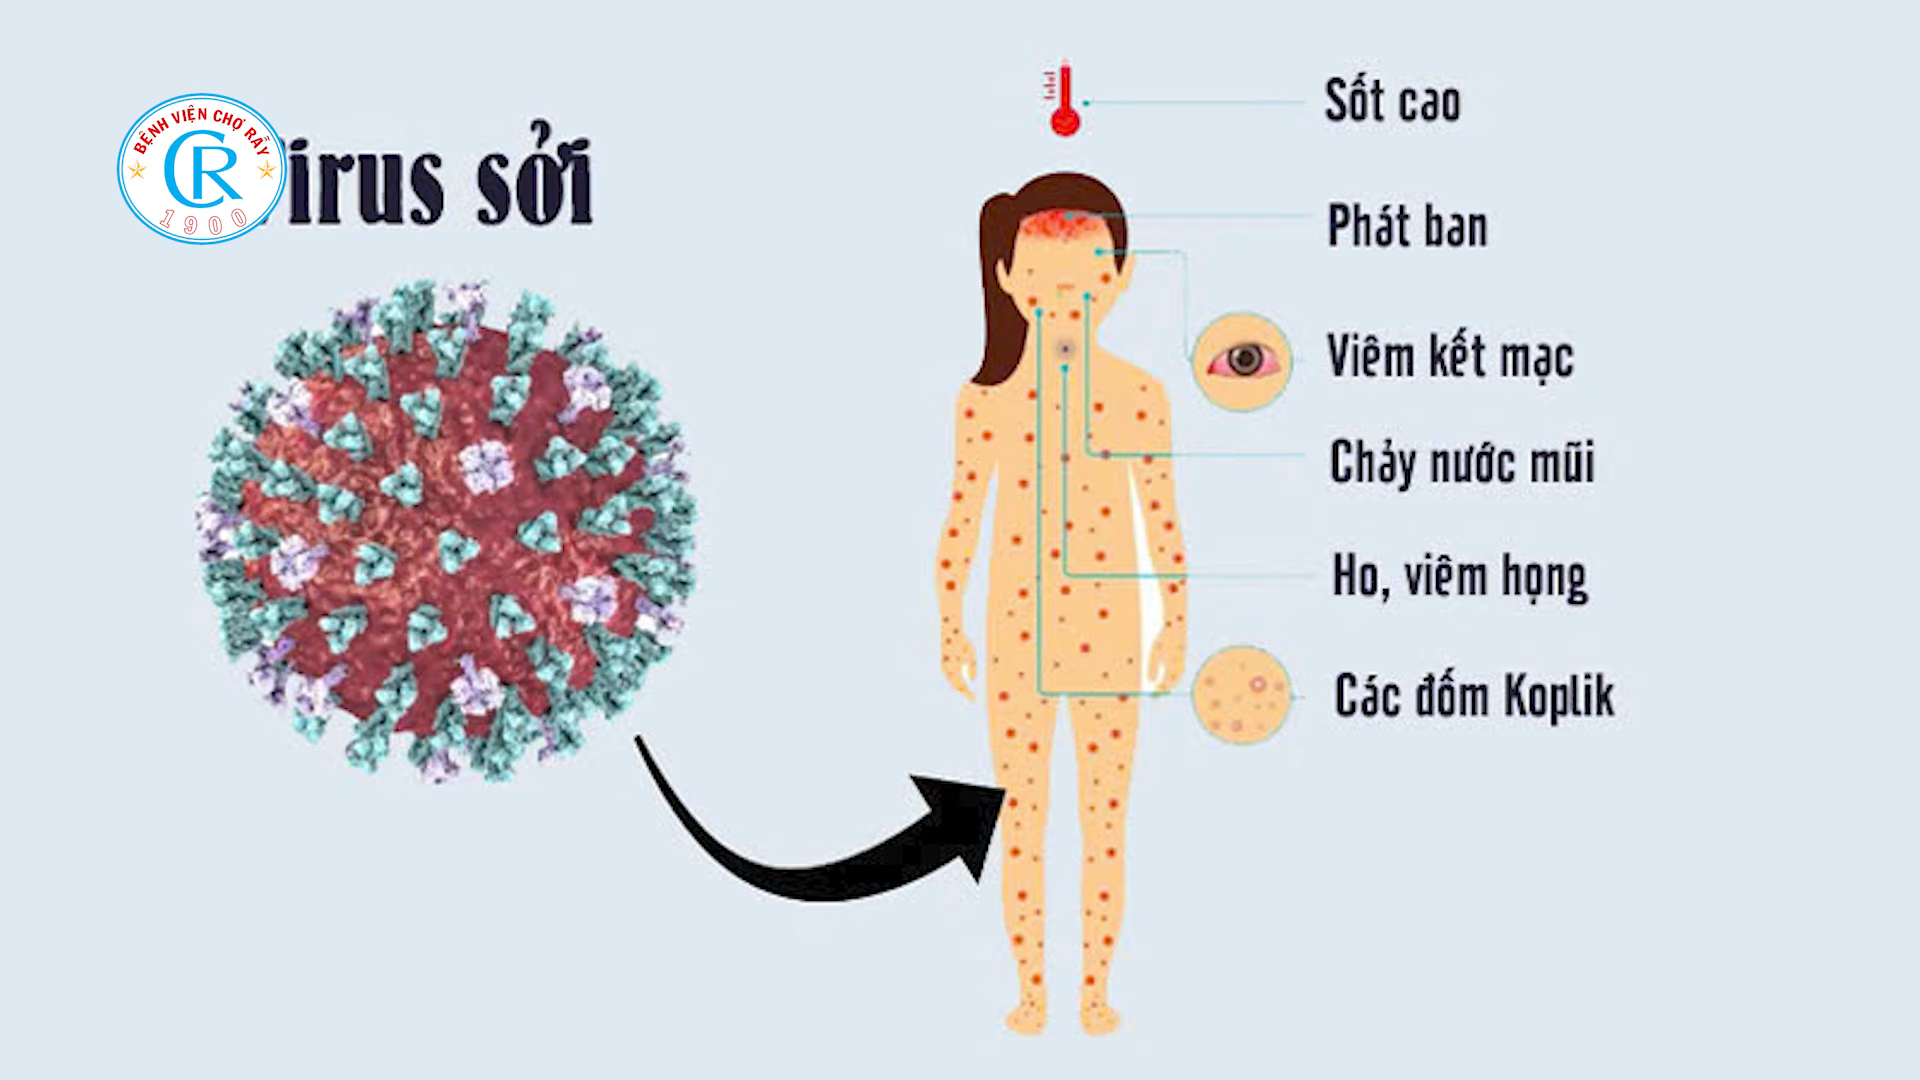 BỆNH VIỆN CHỢ RẪY
CR
1900
irus sởi
Sốt cao
Phát ban
Viêm kết mạc
Chảy nước mũi
Ho, viêm họng
Các đốm Koplik